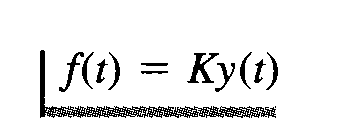 f(t) = Ky(t)